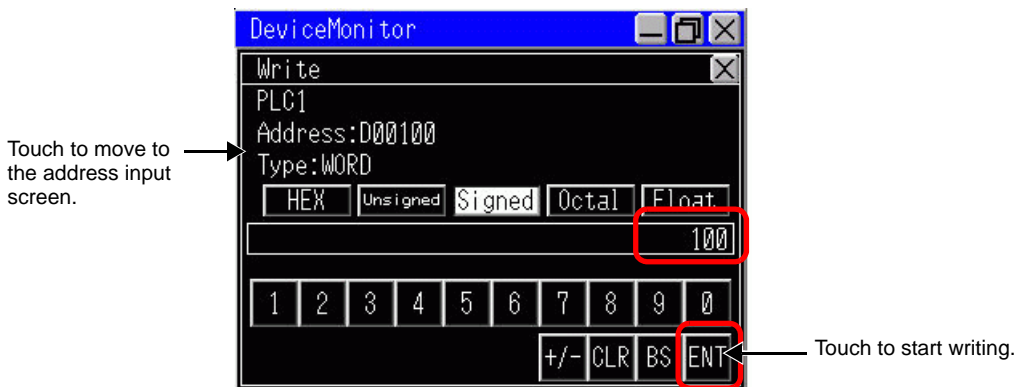 DeviceMonitor
Write
PLC1
Address:D00100
Type:WORD
HEX Unsigned Signed Octal Float
100
1 2 3 4 5 6 7 8 9 0
+/- CLR BS ENT
Touch to move to
the address input
screen.
Touch to start writing.